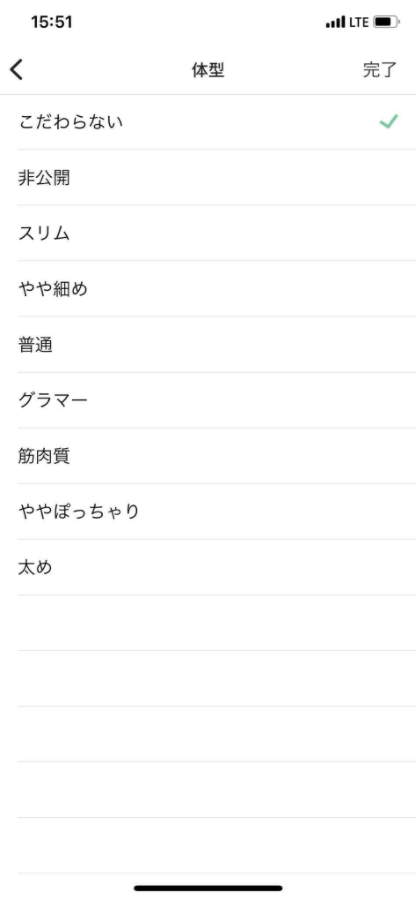 15:51 LTE
体型 完了
こだわらない
非公開
スリム
やや細め
普通
グラマー
筋肉質
ややぽっちゃり
太め